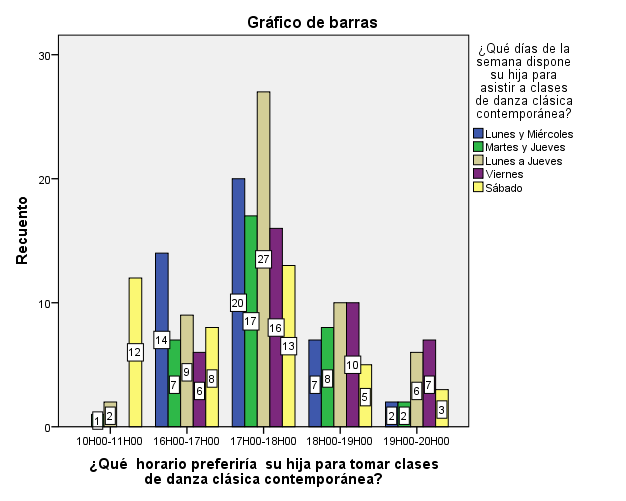 Gráfico de barras
¿Qué días de la
semana dispone
su hija para
asistir a clases
de danza clásica
contemporánea?
Lunes y Miércoles
Martes y Jueves
Lunes a Jueves
Viernes
Sábado
Recuento
30
20
10
0
1
2
12
14
7
9
6
8
20
17
27
16
13
7
8
10
5
2
2
6
7
3
10H00-11H00
16H00-17H00
17H00-18H00
18H00-19H00
19H00-20H00
¿Qué horario preferiría su hija para tomar clases
de danza clásica contemporánea?